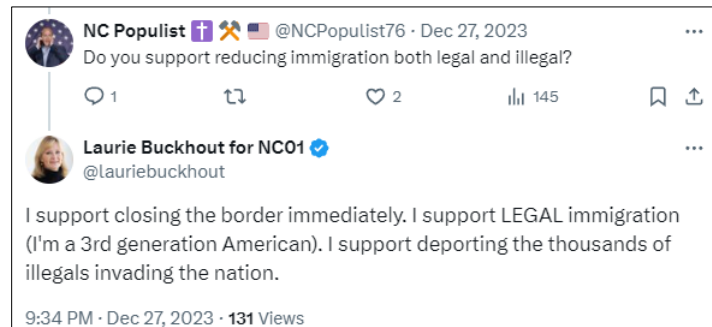 NC Populist ✝️ ⚒️ 🇺🇸 @NCPopulist76 · Dec 27, 2023
Do you support reducing immigration both legal and illegal?
1 2 145
Laurie Buckhout for NC01
@lauriebuckhout
I support closing the border immediately. I support LEGAL immigration
(I'm a 3rd generation American). I support deporting the thousands of
illegals invading the nation.
9:34 PM · Dec 27, 2023 · 131 Views